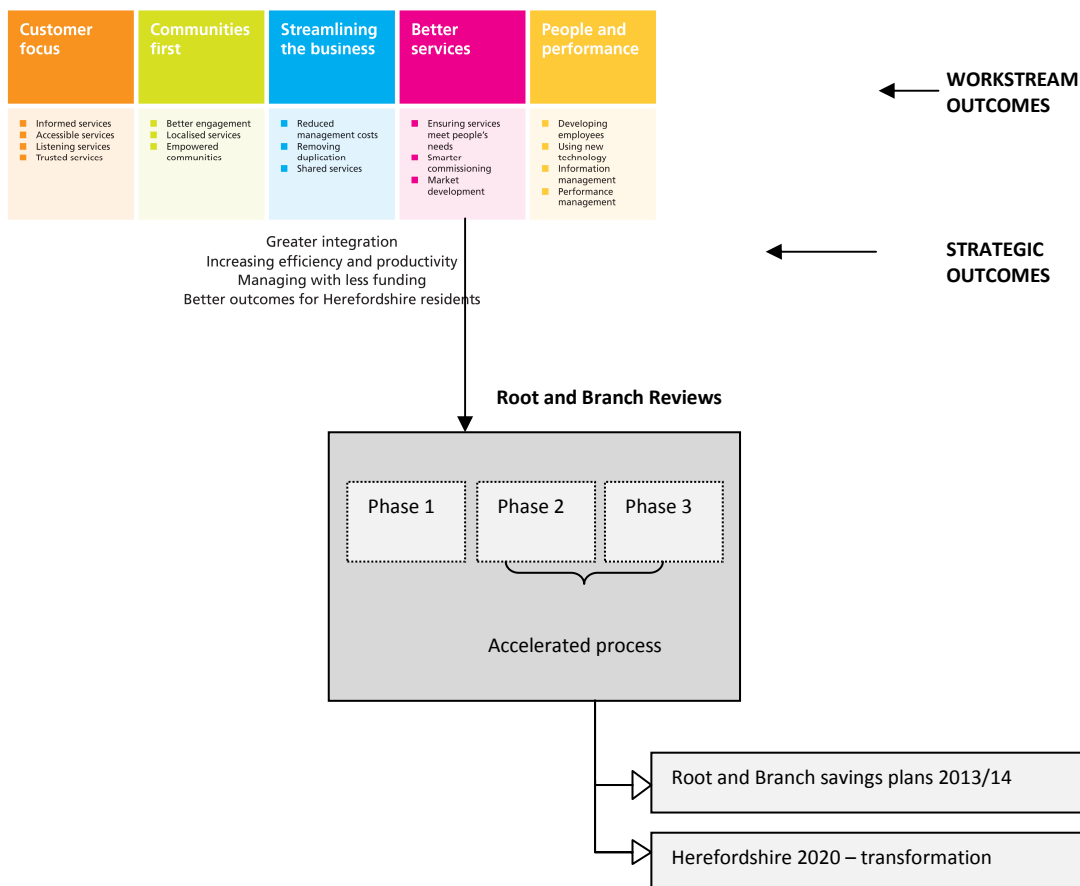 Customer
focus
Communities
first
Streamlining
the business
Better
services
People and
performance
WORKSTREAM
OUTCOMES
Informed services
Accessible services
Listening services
Trusted services
Better engagement
Localised services
Empowered
communities
Reduced
management costs
Removing
duplication
Shared services
Ensuring services
meet people's
needs
Smarter
commissioning
Market
development
Developing
employees
Using new
technology
Information
management
Performance
management
Greater integration
Increasing efficiency and productivity
Managing with less funding
Better outcomes for Herefordshire residents
STRATEGIC
OUTCOMES
Root and Branch Reviews
Phase 1
Phase 2
Phase 3
Accelerated process
Root and Branch savings plans 2013/14
Herefordshire 2020 – transformation